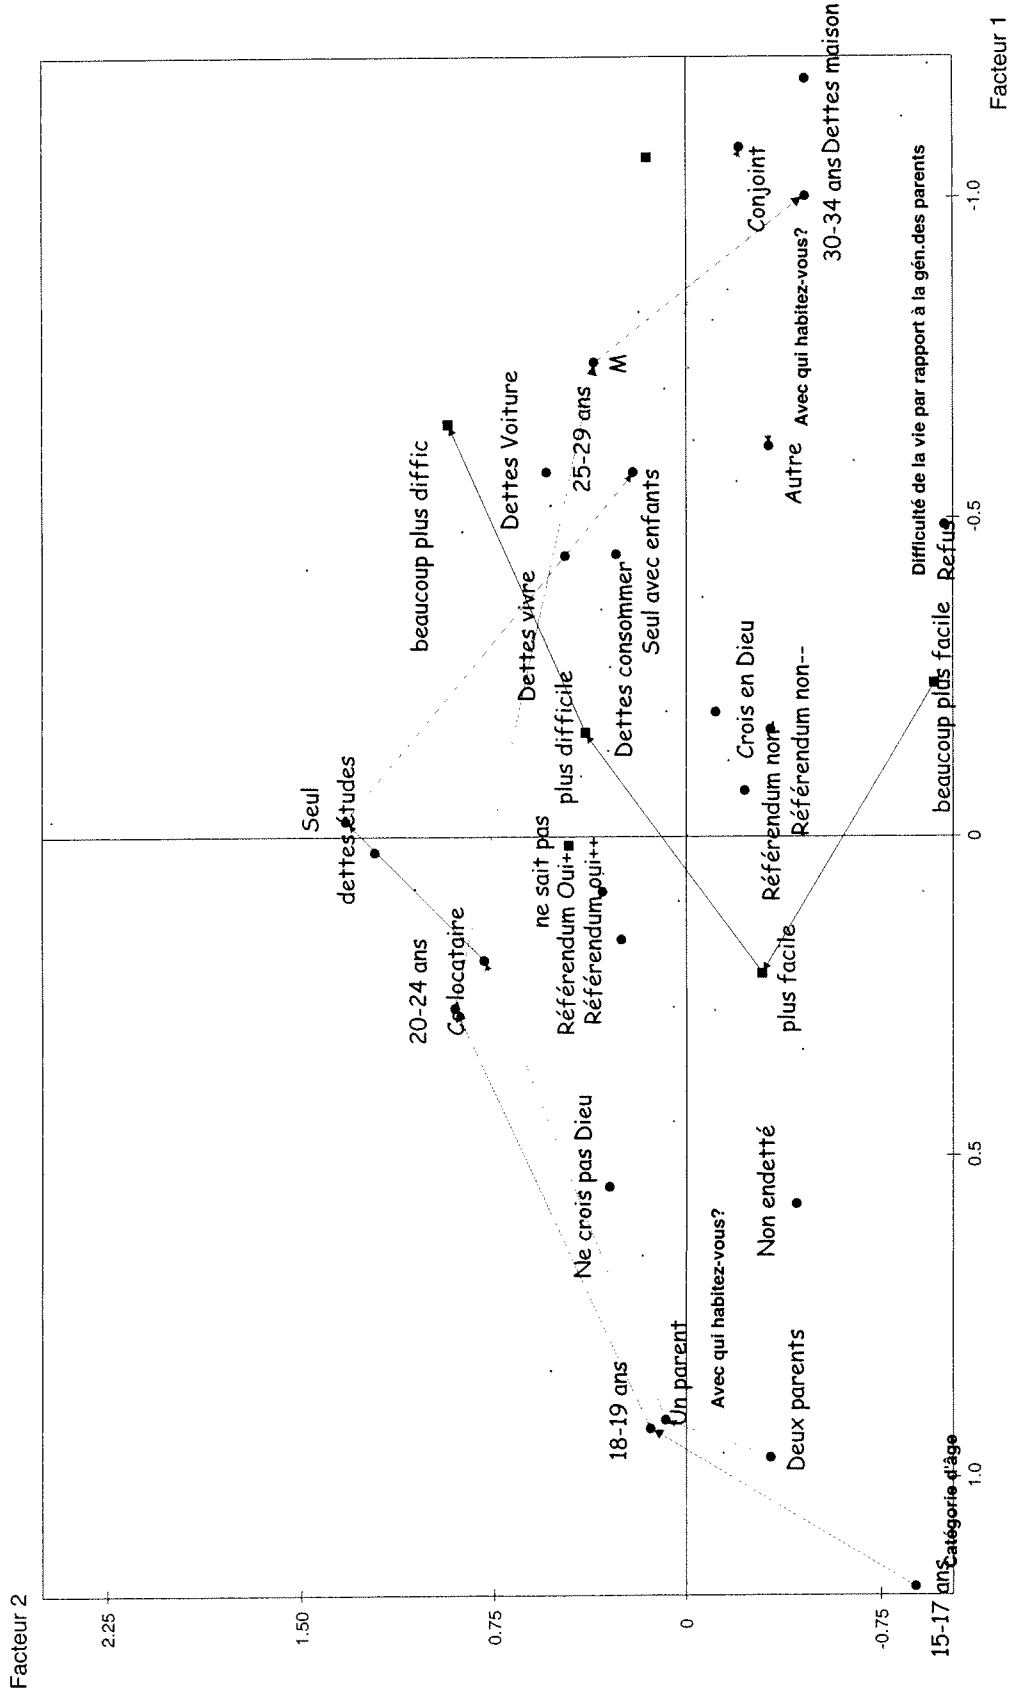 Facteur 2
2.25
1.50
0.75
0
-0.75
Seul
dettes études
beaucoup plus diffic
20-24 ans
Co-locataire
Dettes Voiture
Dettes vivre
25-29 ans
M
plus difficile
Dettes consommer
Seul avec enfants
ne sait pas
Référendum Oui+
Référendum oui++
Ne crois pas Dieu
18-19 ans
Un parent
Avec qui habitez-vous?
Deux parents
Non endetté
plus facile
Crois en Dieu
Référendum non-
Référendum non--
Autre
Avec qui habitez-vous?
Conjoint
30-34 ans
Dettes maison
Difficulté de la vie par rapport à la gén.des parents
beaucoup plus facile
Refus
Catégorie d'âge
15-17 ans
1.0
0.5
0
-0.5
-1.0
Facteur 1